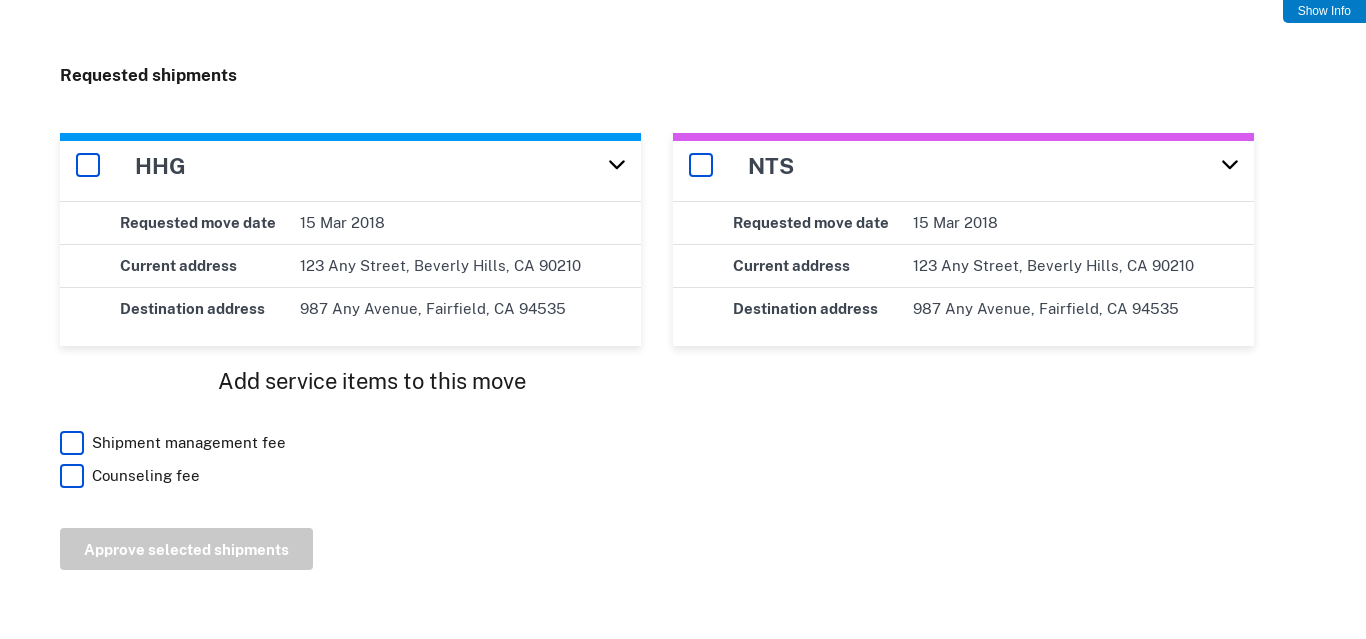 Show Info
Requested shipments
HHG
Requested move date 15 Mar 2018
Current address 123 Any Street, Beverly Hills, CA 90210
Destination address 987 Any Avenue, Fairfield, CA 94535
NTS
Requested move date 15 Mar 2018
Current address 123 Any Street, Beverly Hills, CA 90210
Destination address 987 Any Avenue, Fairfield, CA 94535
Add service items to this move
Shipment management fee
Counseling fee
Approve selected shipments